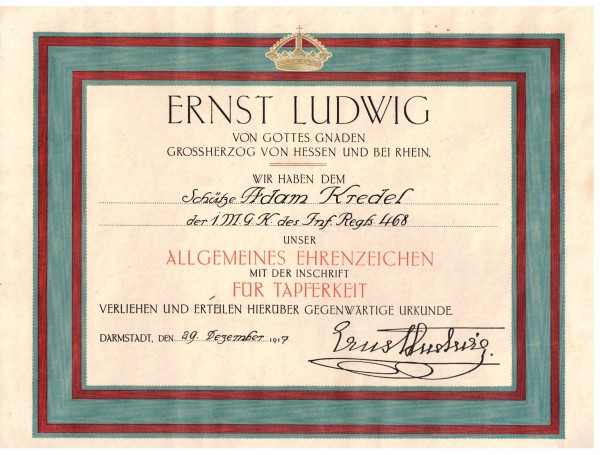 ERNST LUDWIG
VON GOTTES GNADEN
GROSSHERZOG VON HESSEN UND BEI RHEIN.
WIR HABEN DEM
Schütze Adam Kredel
der 1 M.G.K. des Inf. Regts. 468
UNSER
ALLGEMEINES EHRENZEICHEN
MIT DER INSCHRIFT
FÜR TAPFERKEIT
VERLIEHEN UND ERTEILEN HIERÜBER GEGENWÄRTIGE URKUNDE
DARMSTADT, DEN 29. Dezember 1917
Ernst Ludwig.